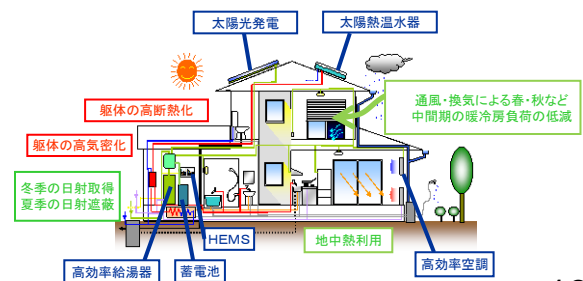 太陽光発電
太陽熱温水器
通風・換気による春・秋など
中間期の暖冷房負荷の低減
躯体の高断熱化
躯体の高気密化
冬季の日射取得
夏季の日射遮蔽
HEMS
地中熱利用
高効率給湯器
蓄電池
高効率空調